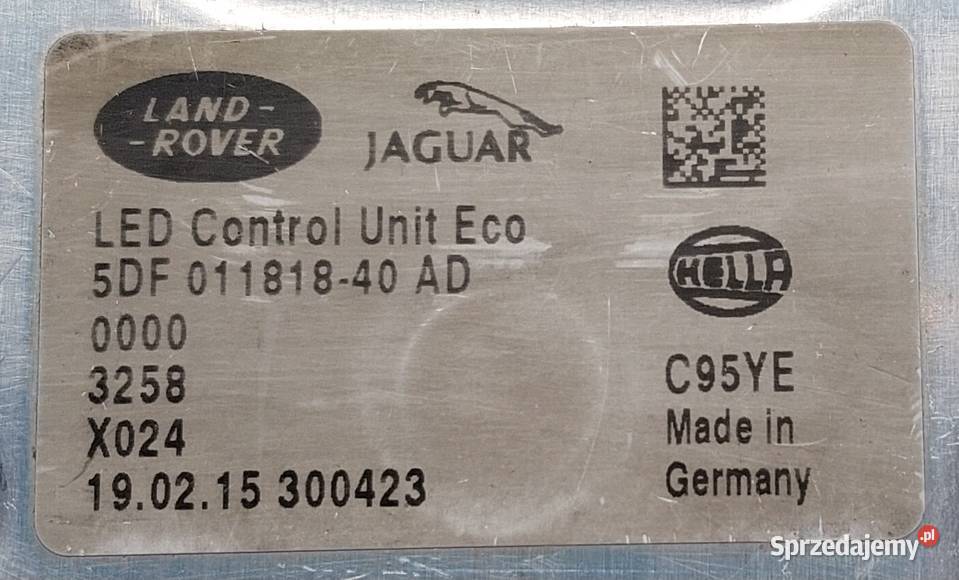 LAND-
-ROVER
JAGUAR
LED Control Unit Eco
5DF 011818-40 AD
0000
3258
X024
19.02.15 300423
HELLA
C95YE
Made in
Germany
Sprzedajemy.pl